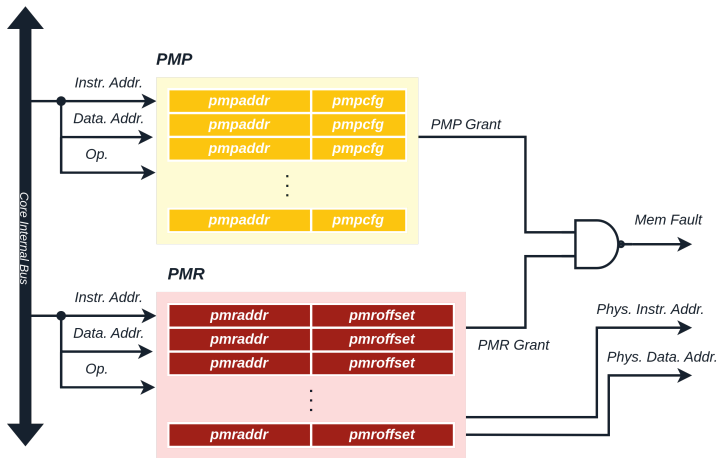 PMP
Instr. Addr.
Data. Addr.
Op.
pmpaddr pmpcfg
pmpaddr pmpcfg
pmpaddr pmpcfg
pmpaddr pmpcfg
PMP Grant
Core Internal Bus
Mem Fault
PMR
Instr. Addr.
Data. Addr.
Op.
pmraddr pmroffset
pmraddr pmroffset
pmraddr pmroffset
pmraddr pmroffset
PMR Grant
Phys. Instr. Addr.
Phys. Data. Addr.